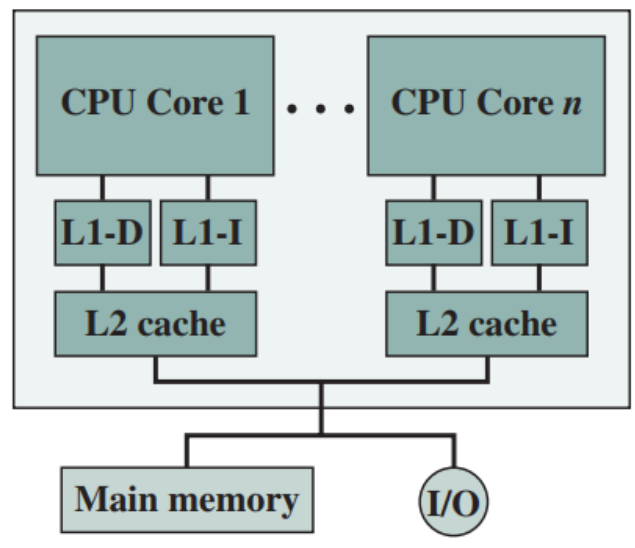 CPU Core 1
. . .
CPU Core n
L1-D
L1-I
L1-D
L1-I
L2 cache
L2 cache
Main memory
I/O